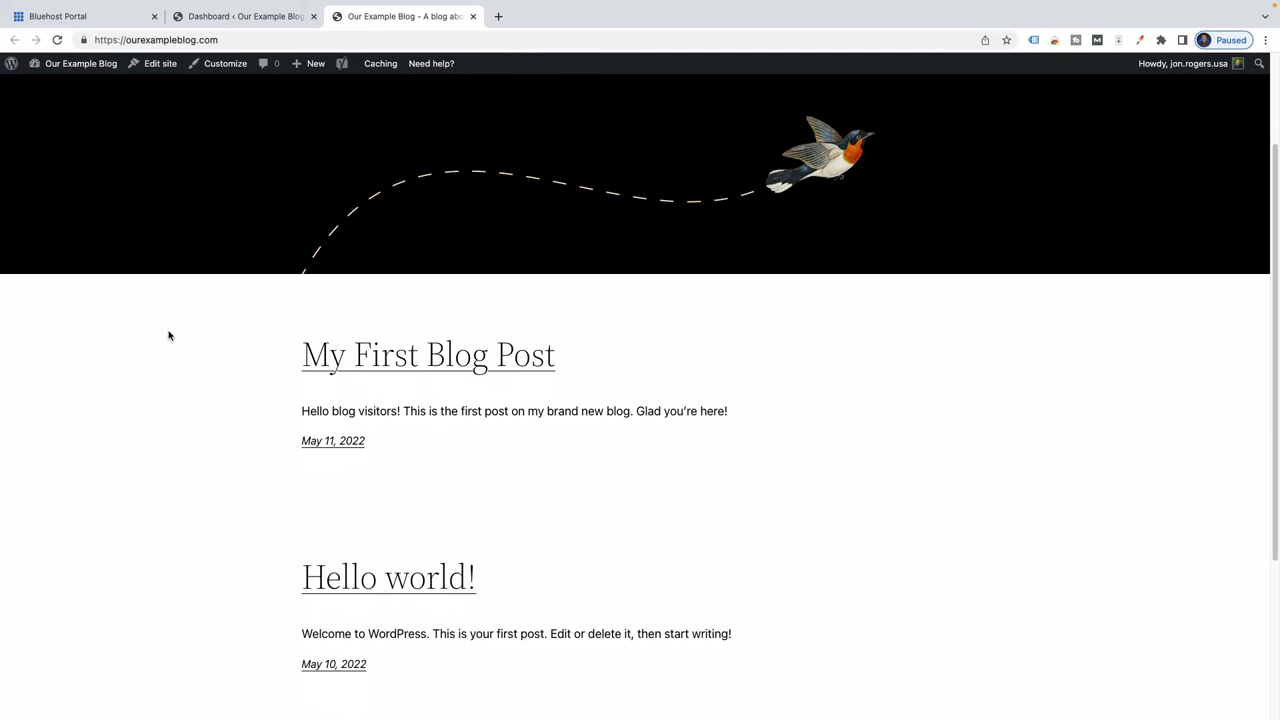 Bluehost Portal
Dashboard ‹ Our Example Blog
Our Example Blog - A blog abo
https://ourexampleblog.com
Paused
Our Example Blog
Edit site
Customize
0
New
Caching
Need help?
Howdy, jon.rogers.usa
My First Blog Post
Hello blog visitors! This is the first post on my brand new blog. Glad you’re here!
May 11, 2022
Hello world!
Welcome to WordPress. This is your first post. Edit or delete it, then start writing!
May 10, 2022